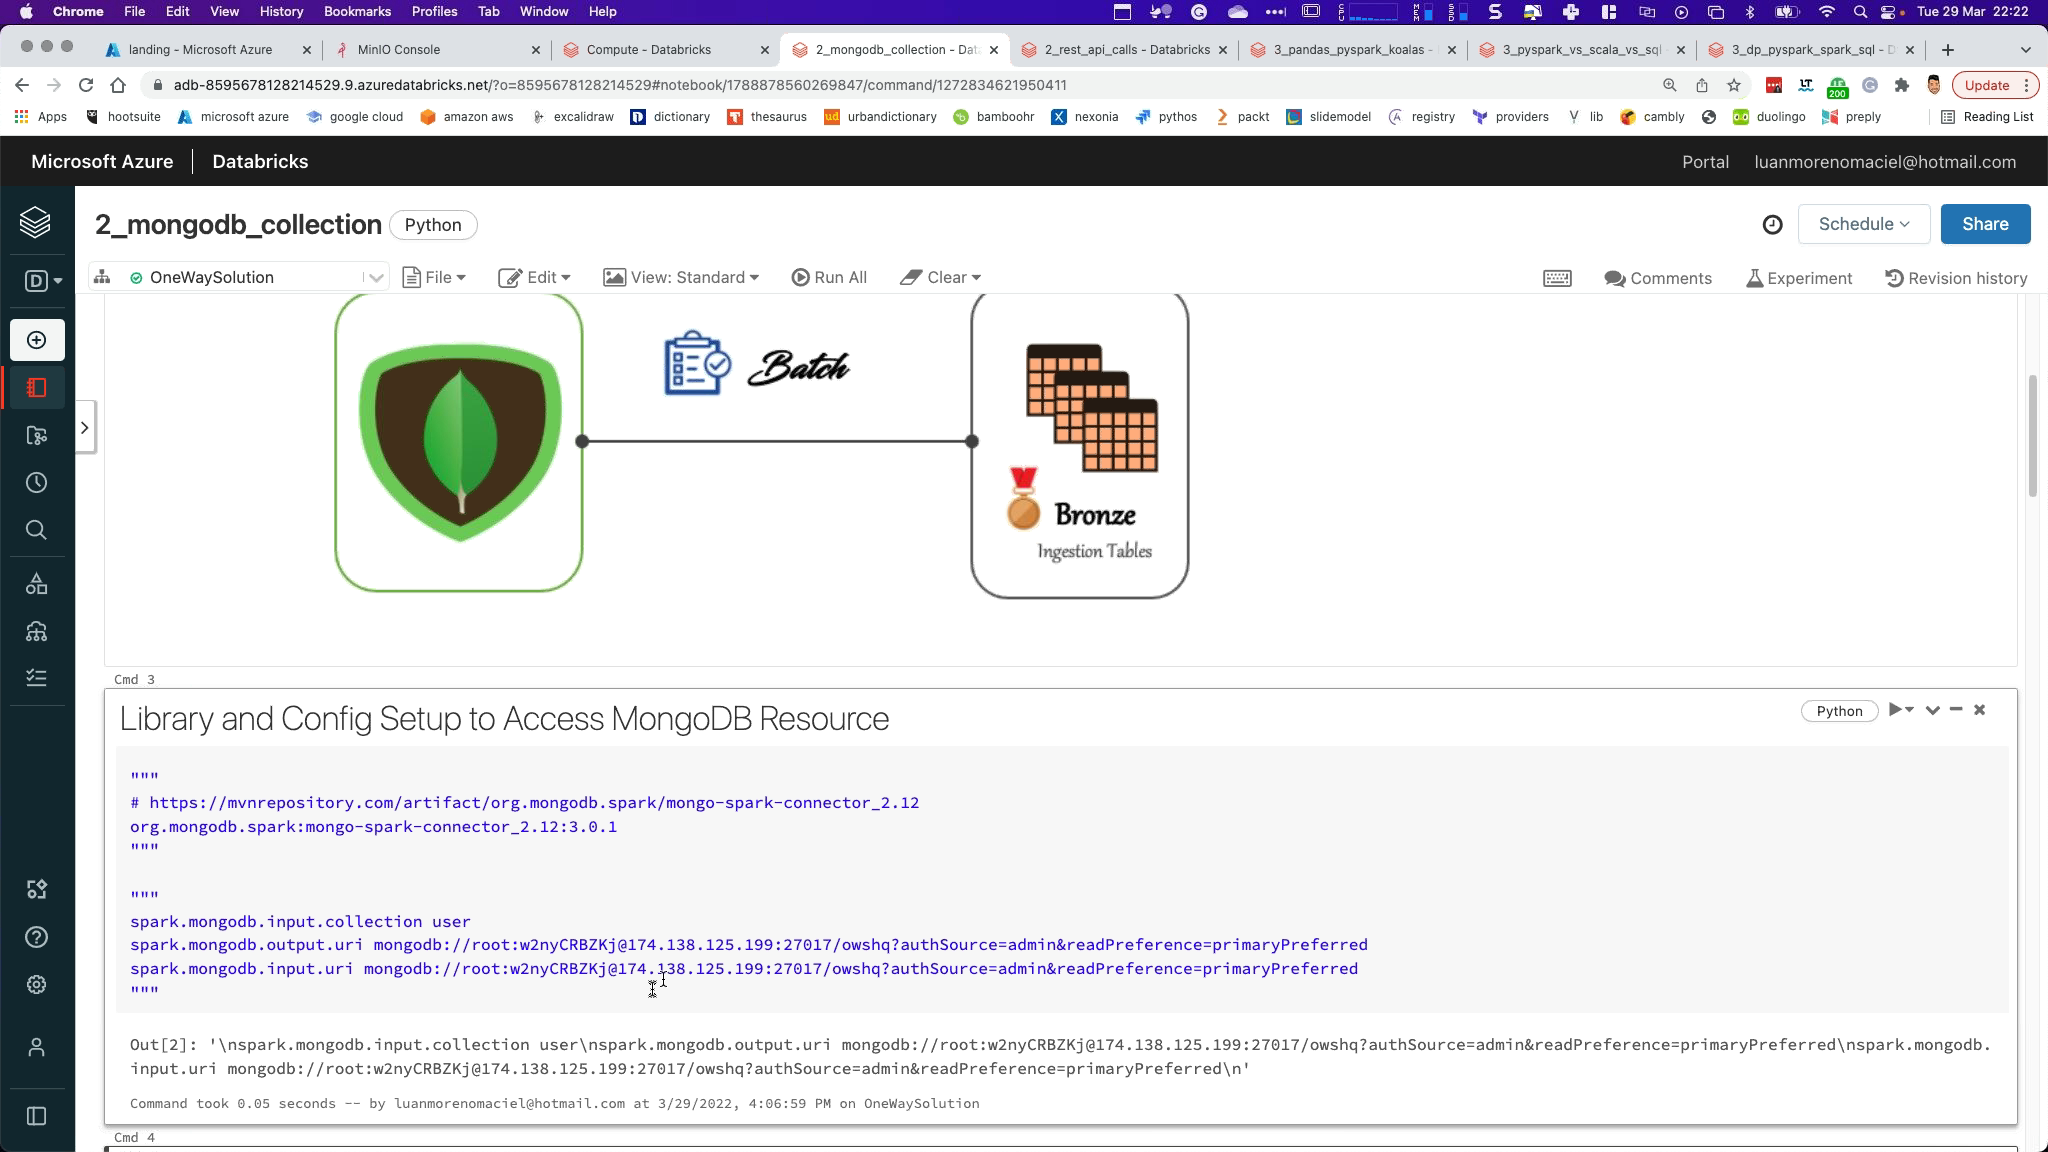 Chrome File Edit View History Bookmarks Profiles Tab Window Help Tue 29 Mar 22:22
landing - Microsoft Azure MinIO Console Compute - Databricks 2_mongodb_collection - Dat 2_rest_api_calls - Databricks 3_pandas_pyspark_koalas - 3_pyspark_vs_scala_vs_sql 3_dp_pyspark_spark_sql - D
adb-8595678128214529.9.azuredatabricks.net/?o=8595678128214529#notebook/1788878560269847/command/1272834621950411 200 Update
Apps hootsuite microsoft azure google cloud amazon aws excalidraw dictionary thesaurus urbandictionary bamboohr nexonia pythos packt slidemodel registry providers lib cambly duolingo preply Reading List
Microsoft Azure Databricks Portal luanmorenomaciel@hotmail.com
2_mongodb_collection Python Schedule Share
D OneWaySolution File Edit View: Standard Run All Clear Comments Experiment Revision history
Batch
Bronze
Ingestion Tables
Cmd 3
Library and Config Setup to Access MongoDB Resource Python
"""
# https://mvnrepository.com/artifact/org.mongodb.spark/mongo-spark-connector_2.12
org.mongodb.spark:mongo-spark-connector_2.12:3.0.1
"""
"""
spark.mongodb.input.collection user
spark.mongodb.output.uri mongodb://root:w2nyCRBZKj@174.138.125.199:27017/owshq?authSource=admin&readPreference=primaryPreferred
spark.mongodb.input.uri mongodb://root:w2nyCRBZKj@174.138.125.199:27017/owshq?authSource=admin&readPreference=primaryPreferred
"""
Out[2]: '\nspark.mongodb.input.collection user\nspark.mongodb.output.uri mongodb://root:w2nyCRBZKj@174.138.125.199:27017/owshq?authSource=admin&readPreference=primaryPreferred\nspark.mongodb.
input.uri mongodb://root:w2nyCRBZKj@174.138.125.199:27017/owshq?authSource=admin&readPreference=primaryPreferred\n'
Command took 0.05 seconds -- by luanmorenomaciel@hotmail.com at 3/29/2022, 4:06:59 PM on OneWaySolution
Cmd 4